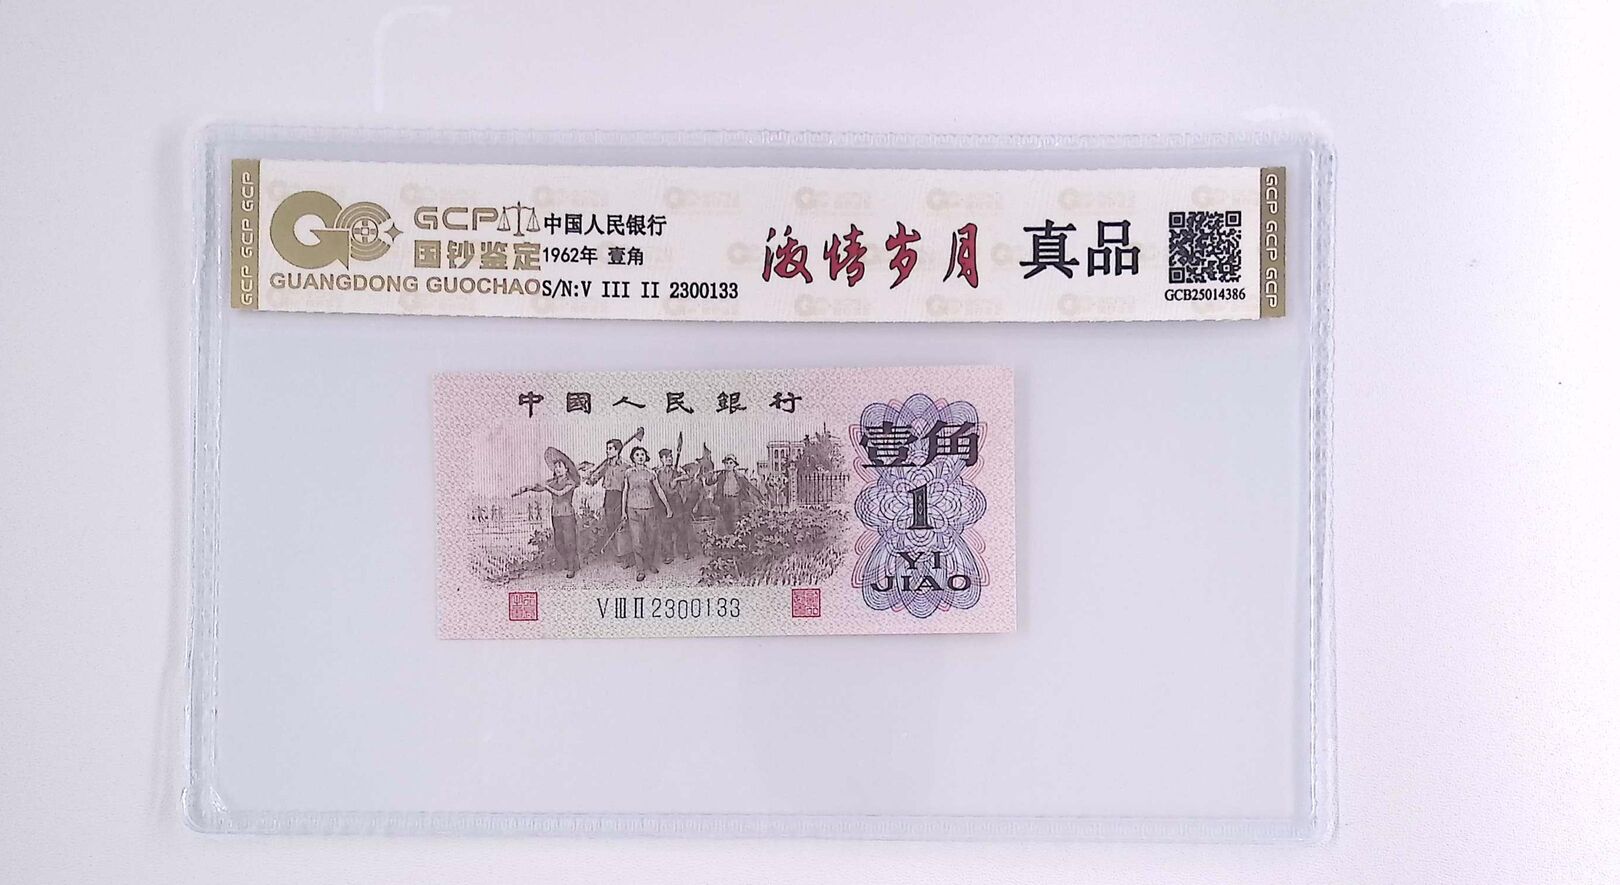 GCP GCP GCP
GCP
国钞鉴定
GUANGDONG GUOCHAO
中国人民银行
1962年 壹角
S/N:V III II 2300133
激情岁月
真品
GCB25014386
GCP GCP GCP
中國人民銀行
壹角
1
YI
JIAO
VIIIII2300133